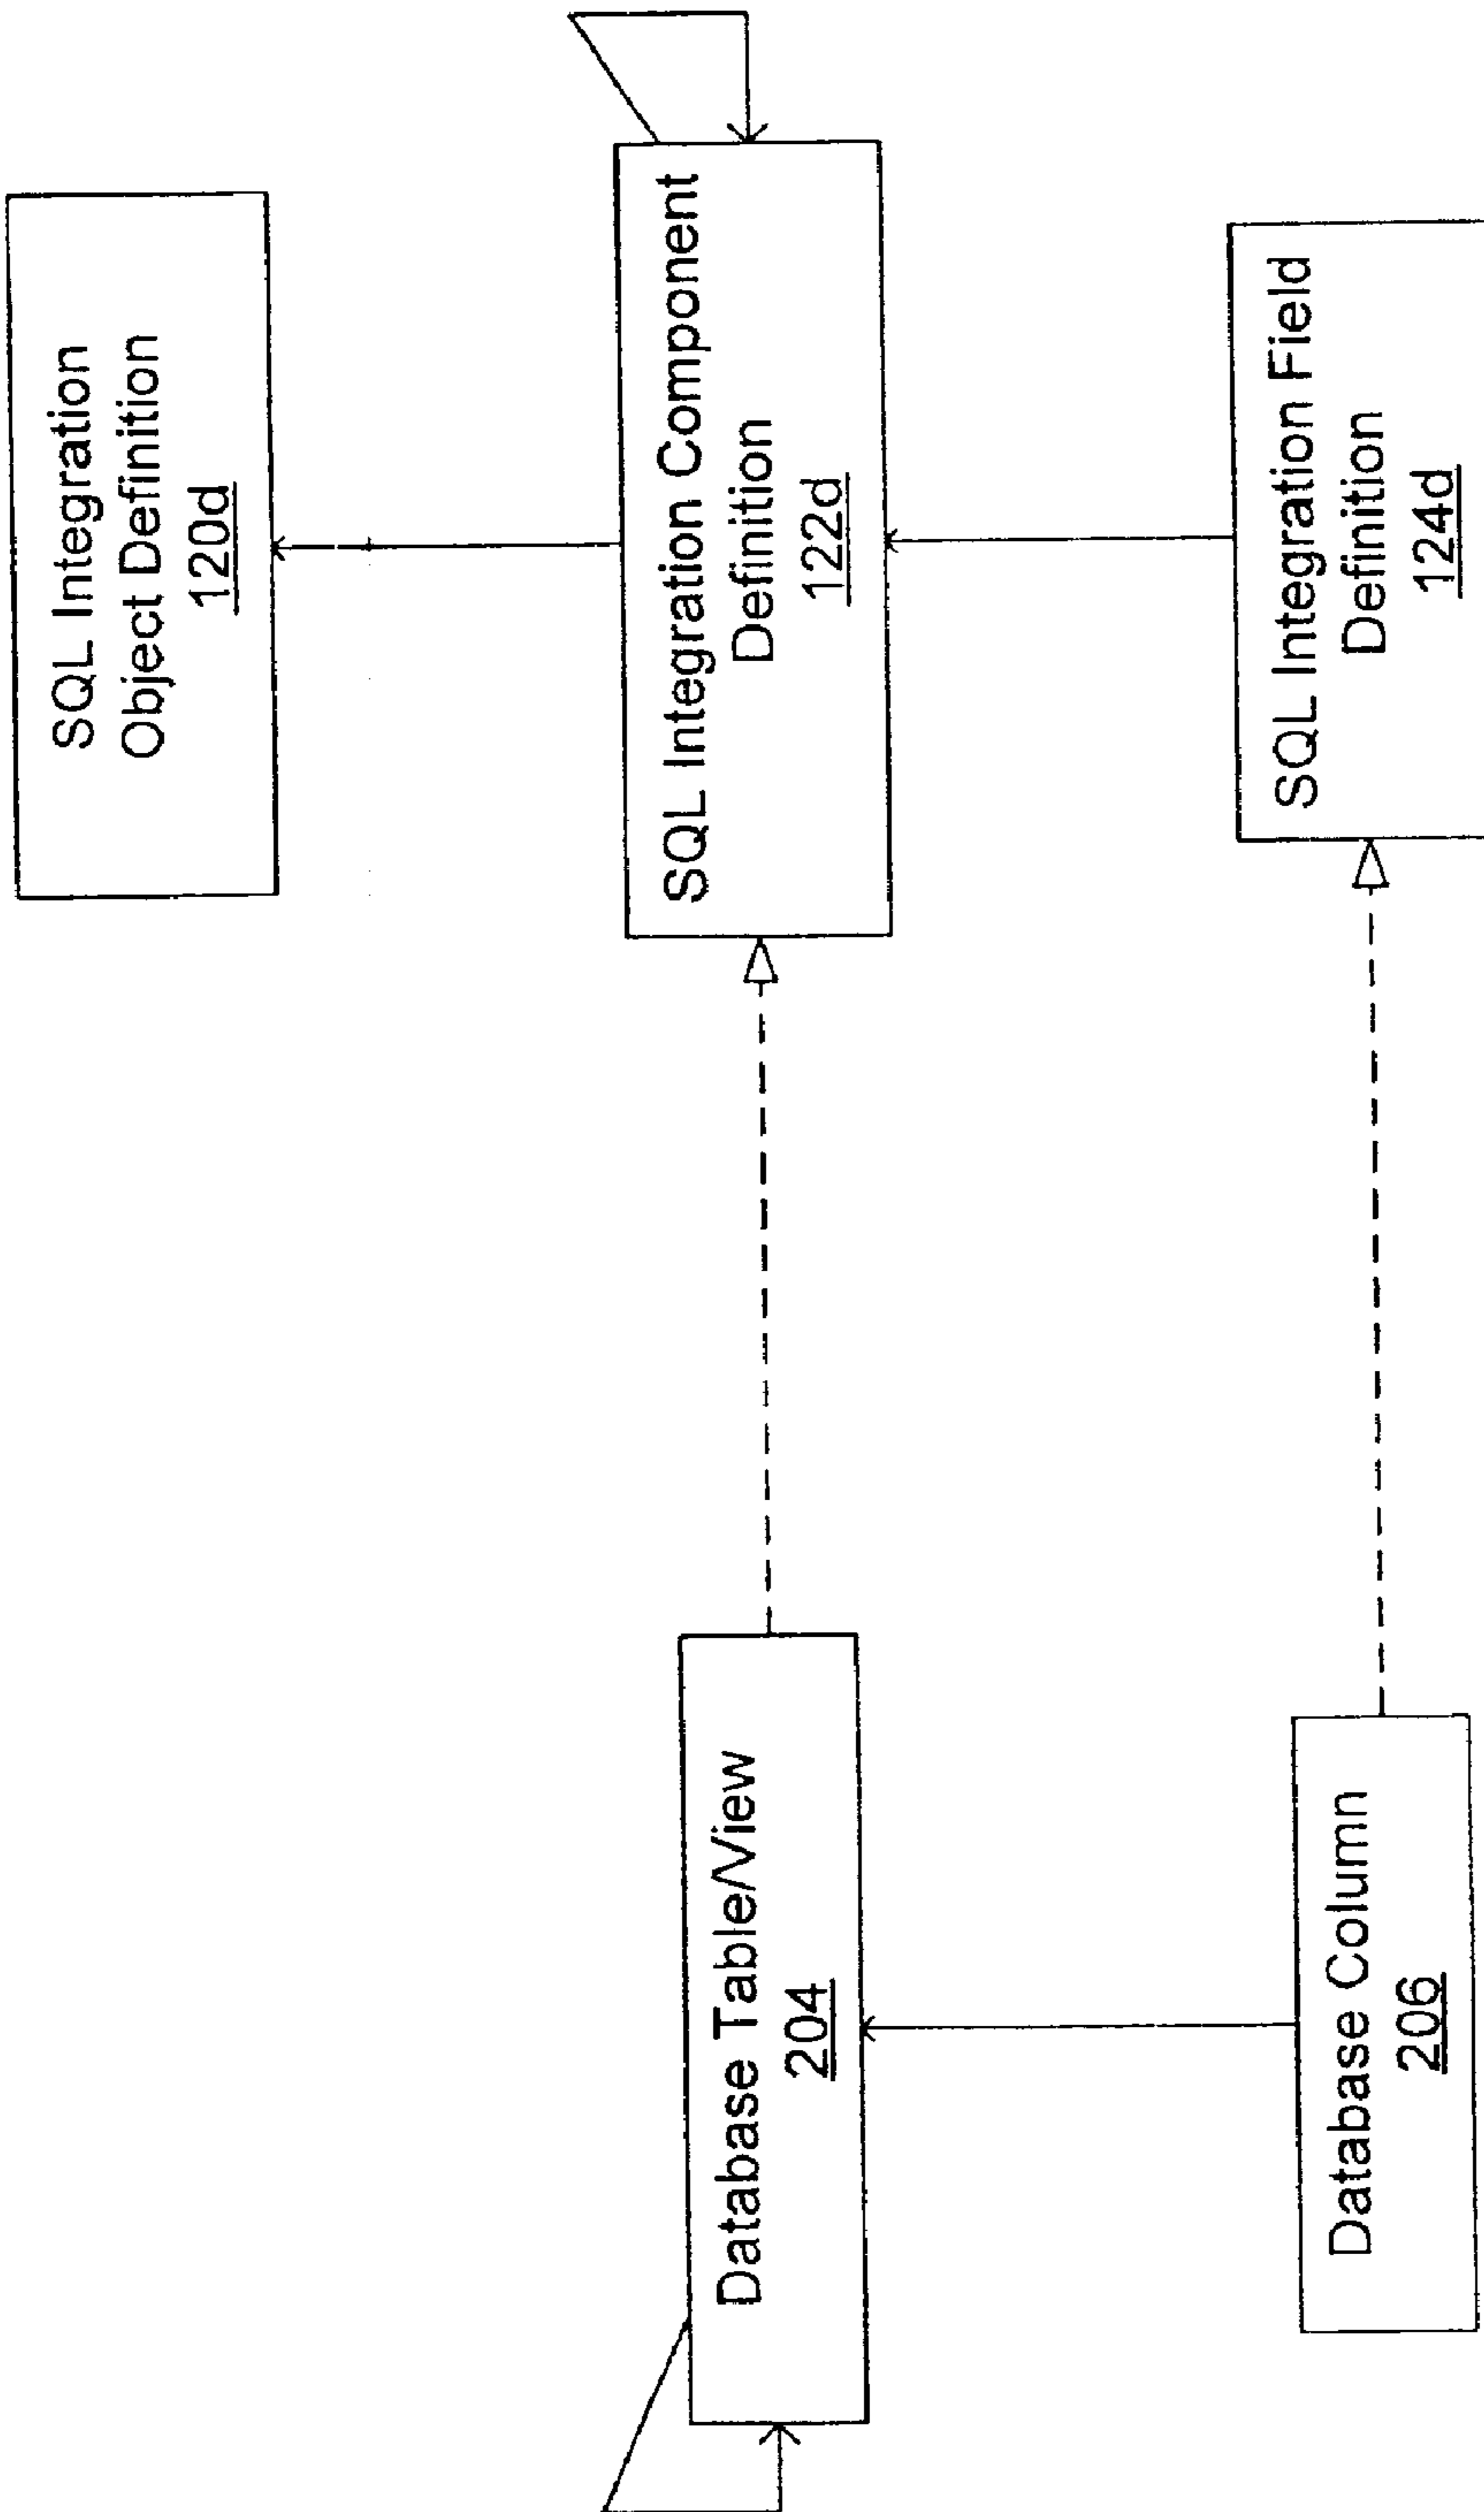 SQL Integration
Object Definition
120d
Database Table/View
204
SQL Integration Component
Definition
122d
Database Column
206
SQL Integration Field
Definition
124d